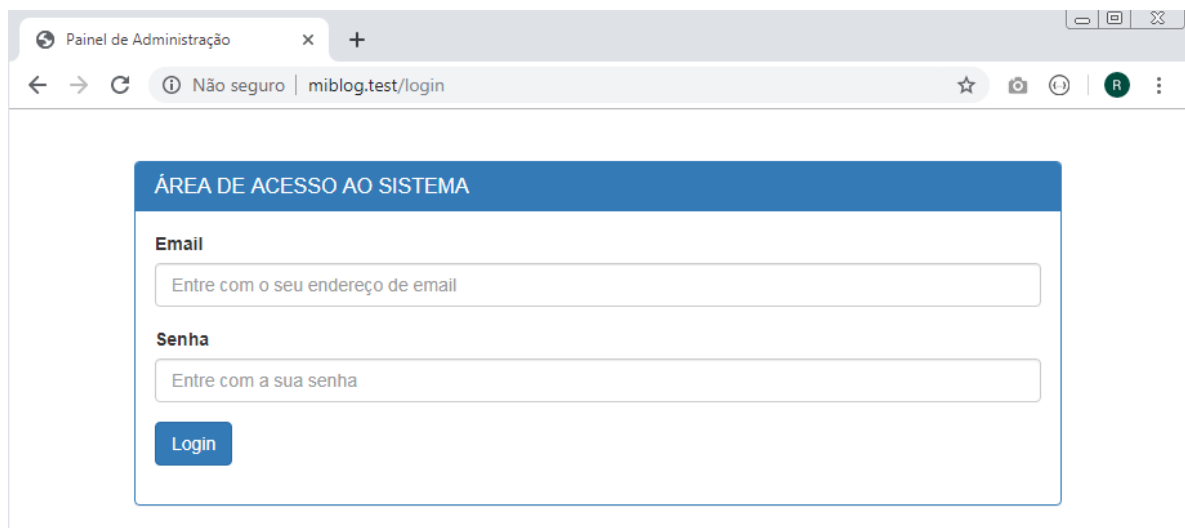 Painel de Administração
Não seguro | miblog.test/login
R
ÁREA DE ACESSO AO SISTEMA
Email
Entre com o seu endereço de email
Senha
Entre com a sua senha
Login